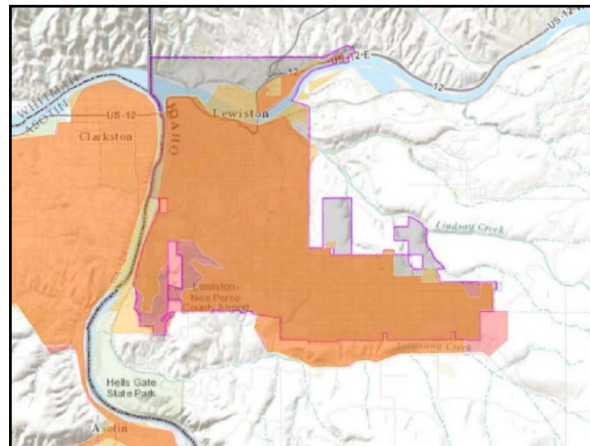 US-12-E
12
12
WHITMAN
ASOTIN
IDAHO
US-12
Lewiston
Clarkston
Lindsay Creek
Lewiston-
Nez Perce
County Airport
Creek
Hells Gate
State Park
Asotin